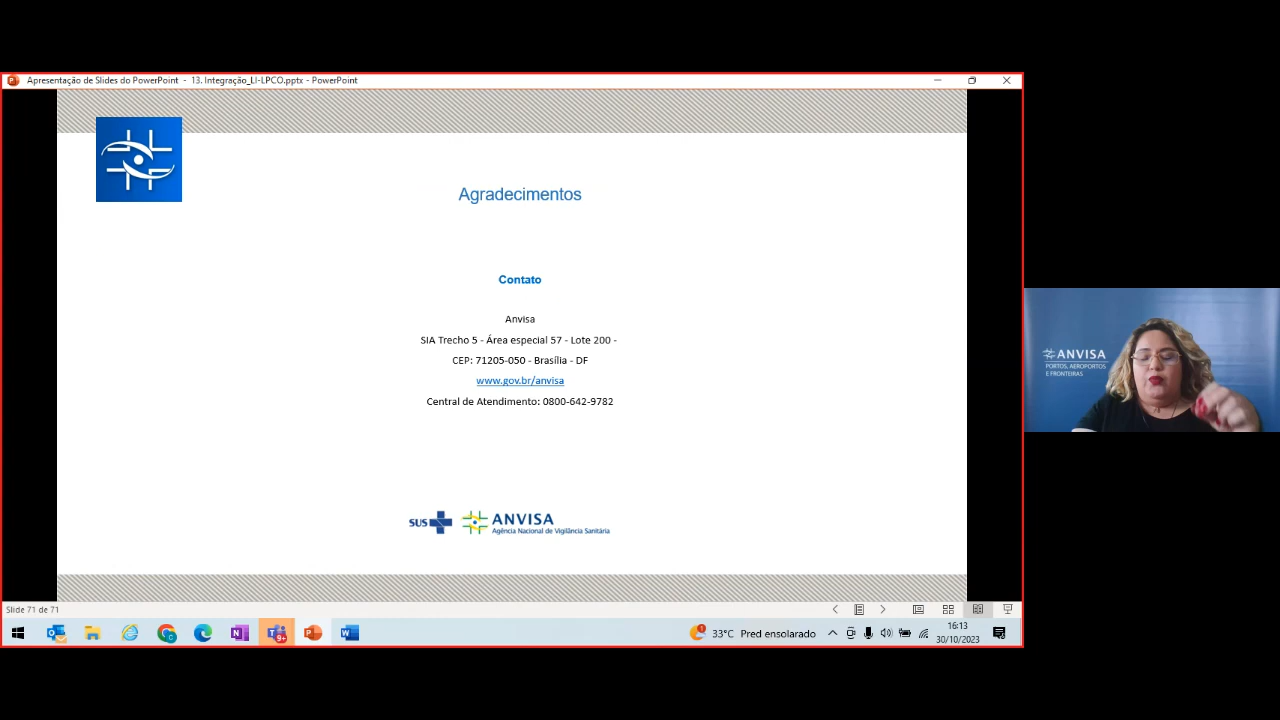 Apresentação de Slides do PowerPoint - 13. Integração_LI-LPCO.pptx - PowerPoint
Agradecimentos
Contato
Anvisa
SIA Trecho 5 - Área especial 57 - Lote 200 -
CEP: 71205-050 - Brasília - DF
www.gov.br/anvisa
Central de Atendimento: 0800-642-9782
SUS
ANVISA
Agência Nacional de Vigilância Sanitária
ANVISA
PORTOS, AEROPORTOS
E FRONTEIRAS
Slide 71 de 71
9+
33°C Pred ensolarado
16:13
30/10/2023